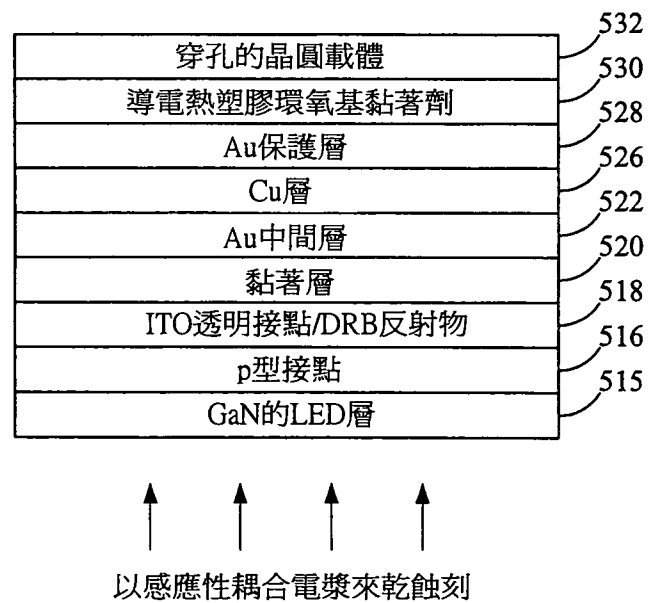 穿孔的晶圓載體 532
導電熱塑膠環氧基黏著劑 530
Au保護層 528
Cu層 526
Au中間層 522
黏著層 520
ITO透明接點/DRB反射物 518
p型接點 516
GaN的LED層 515
以感應性耦合電漿來乾蝕刻